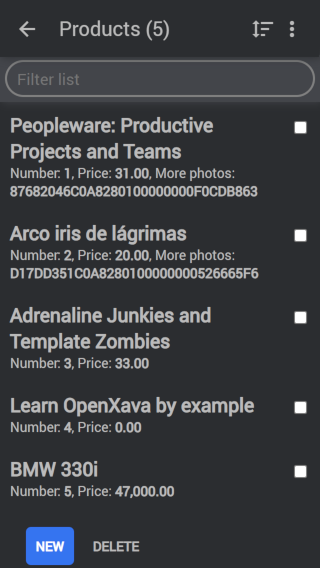 Products (5)
Filter list
Peopleware: Productive
Projects and Teams
Number: 1, Price: 31.00, More photos:
87682046C0A8280100000000F0CDB863
Arco iris de lágrimas
Number: 2, Price: 20.00, More photos:
D17DD351C0A8280100000000526665F6
Adrenaline Junkies and
Template Zombies
Number: 3, Price: 33.00
Learn OpenXava by example
Number: 4, Price: 0.00
BMW 330i
Number: 5, Price: 47,000.00
NEW DELETE